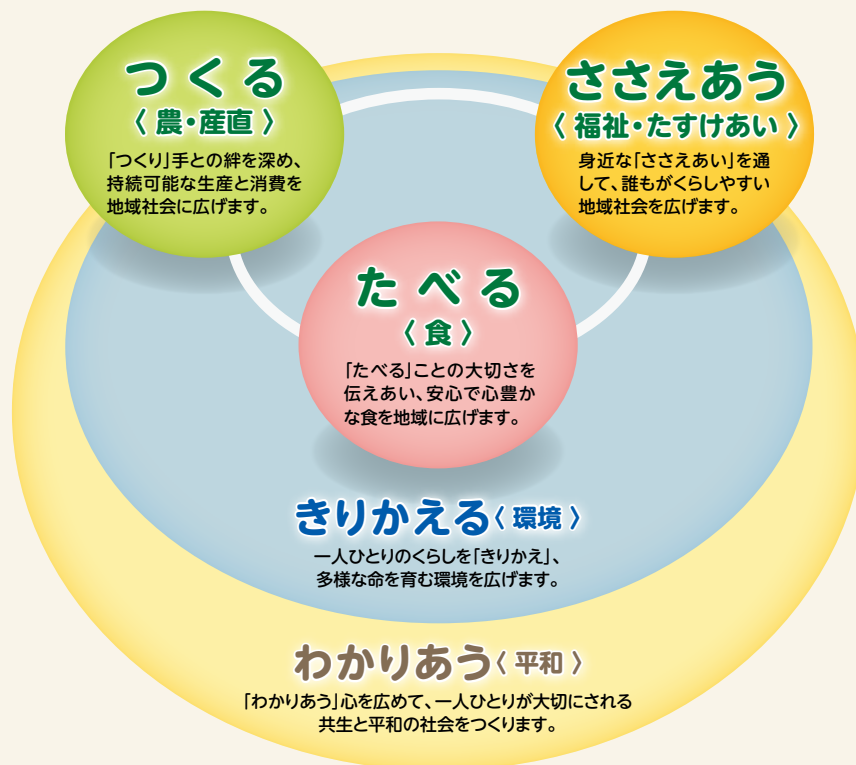 つくる
〈 農・産直 〉
「つくり」手との絆を深め、
持続可能な生産と消費を
地域社会に広げます。
ささえあう
〈 福祉・たすけあい 〉
身近な「ささえあい」を通
して、誰もがくらしやすい
地域社会を広げます。
たべる
〈 食 〉
「たべる」ことの大切さを
伝えあい、安心で心豊か
な食を地域に広げます。
きりかえる〈 環境 〉
一人ひとりのくらしを「きりかえ」、
多様な命を育む環境を広げます。
わかりあう〈 平和 〉
「わかりあう」心を広めて、一人ひとりが大切にされる
共生と平和の社会をつくります。